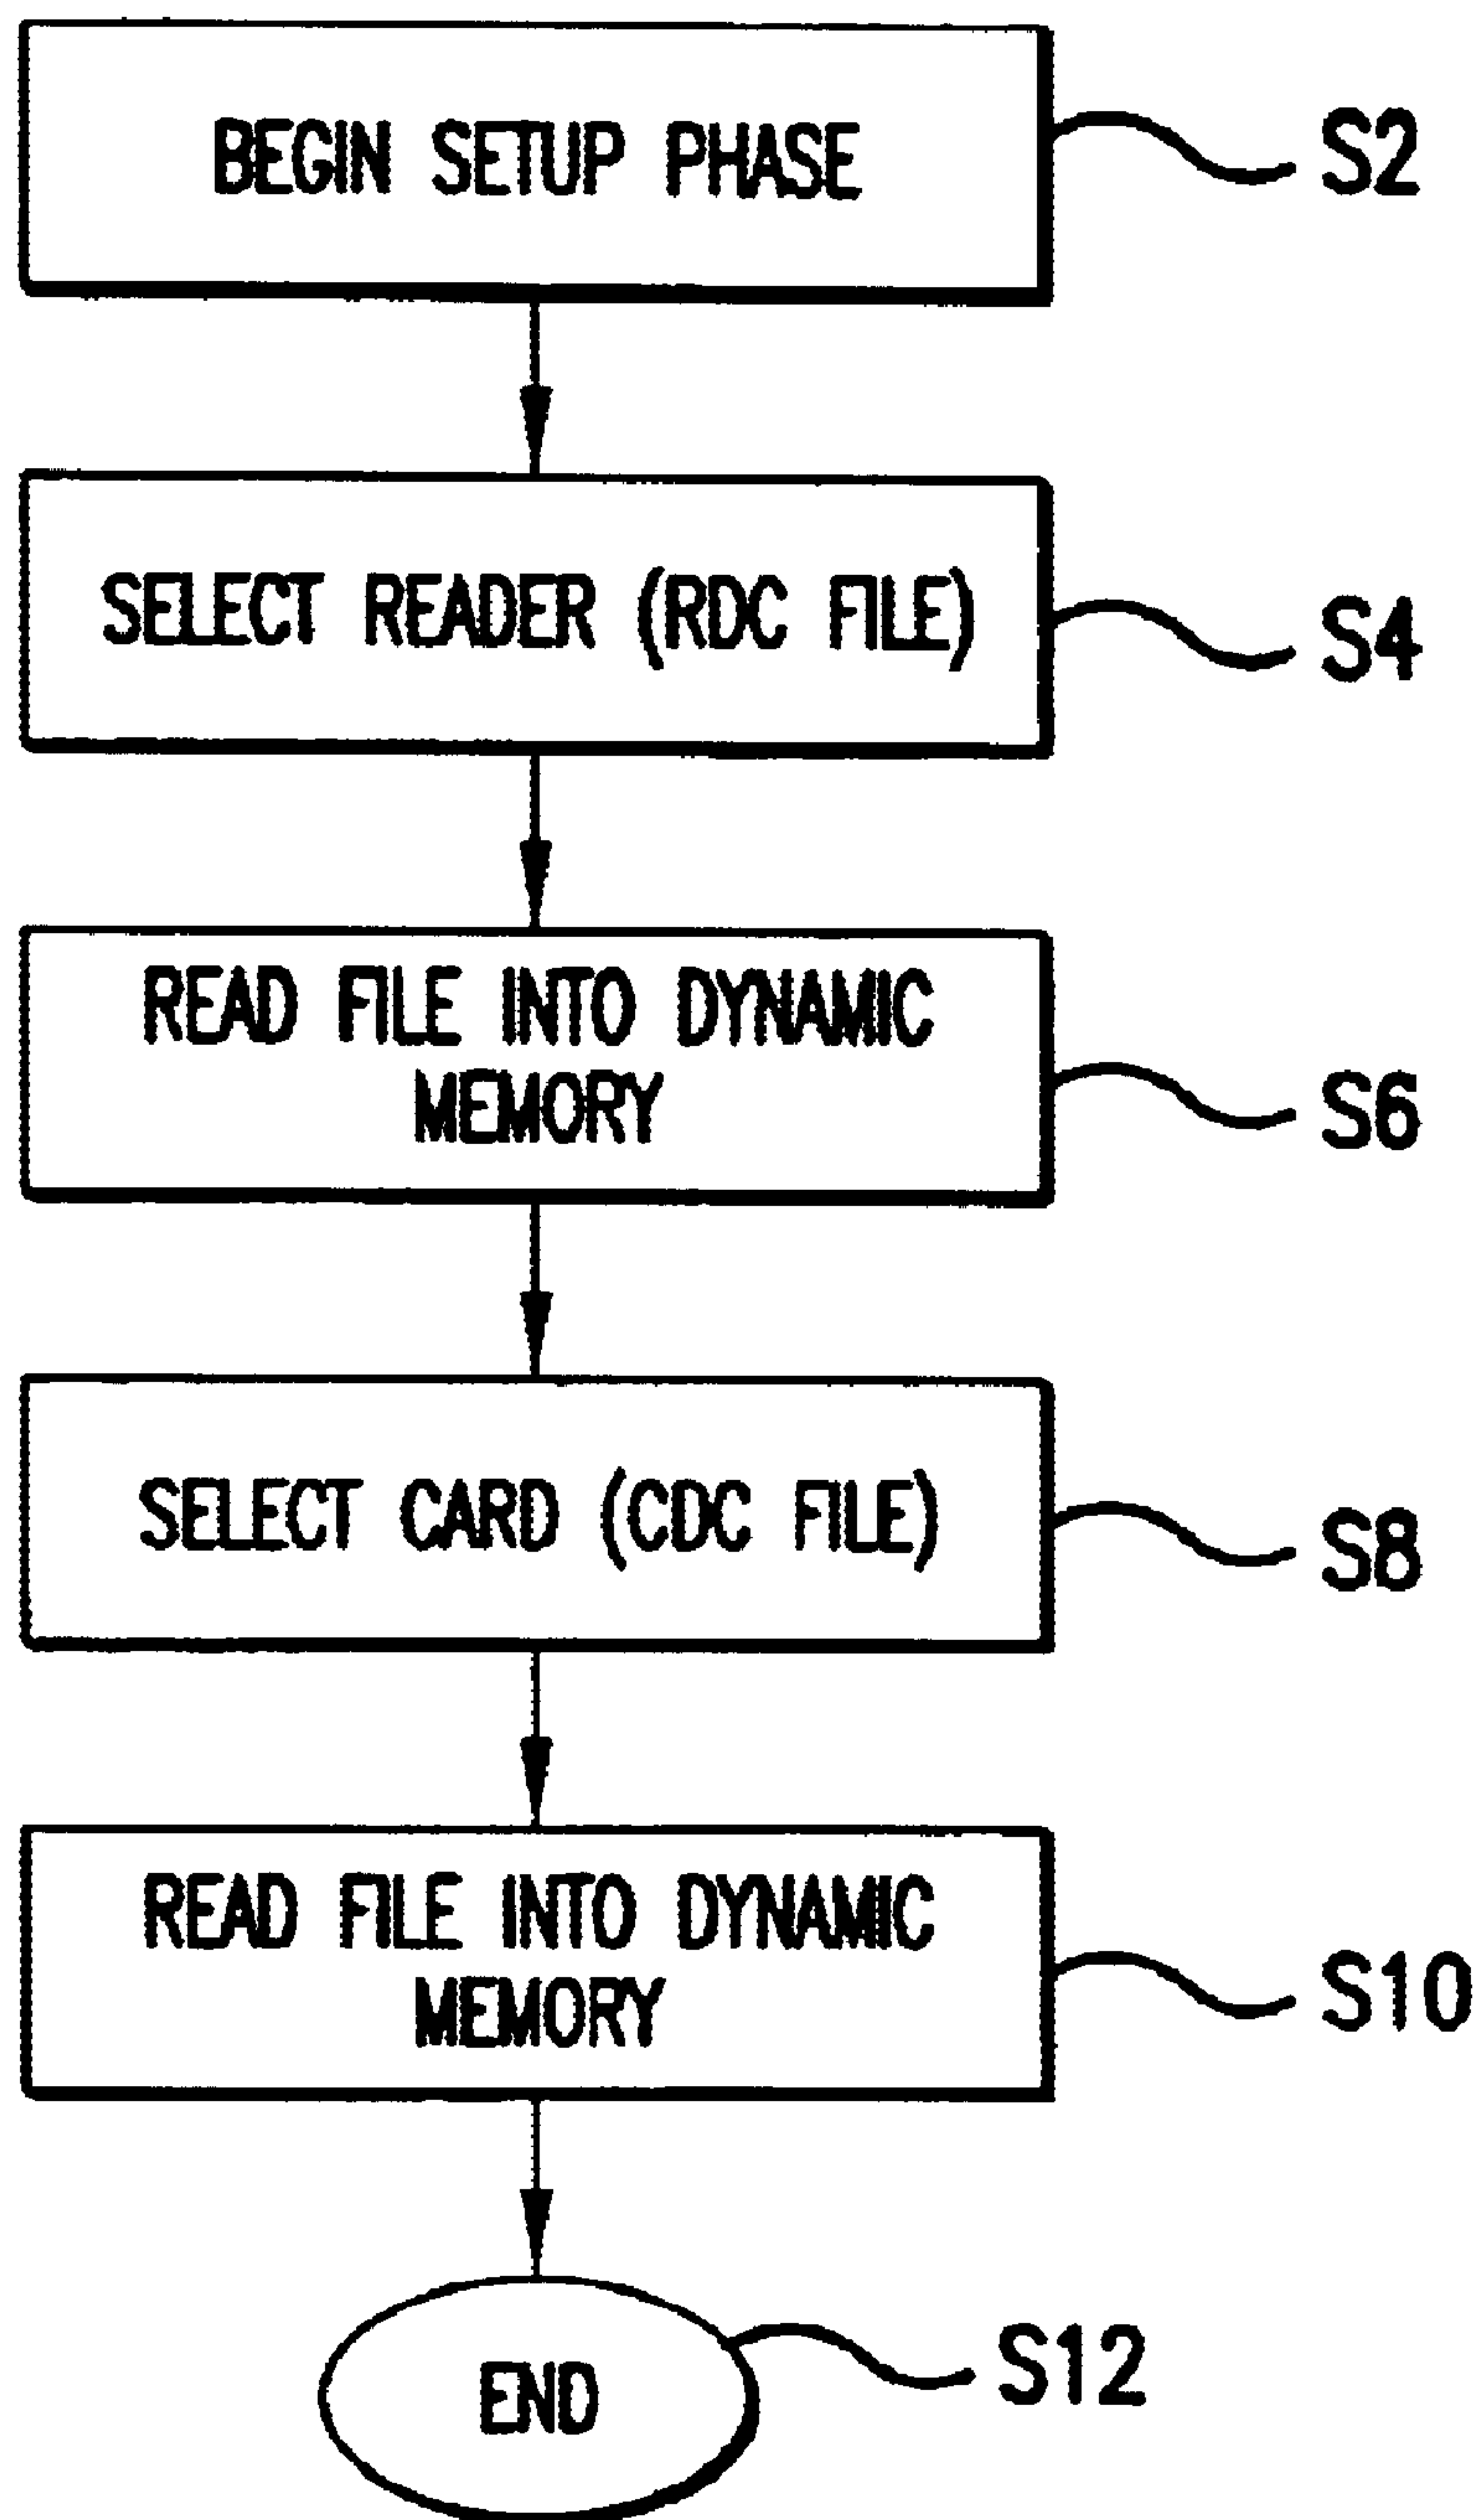 BEGIN SETUP PHASE
S2
SELECT READER (RDC FILE)
S4
READ FILE INTO DYNAMIC
MEMORY
S6
SELECT CARD (CDC FILE)
S8
READ FILE INTO DYNAMIC
MEMORY
S10
END
S12